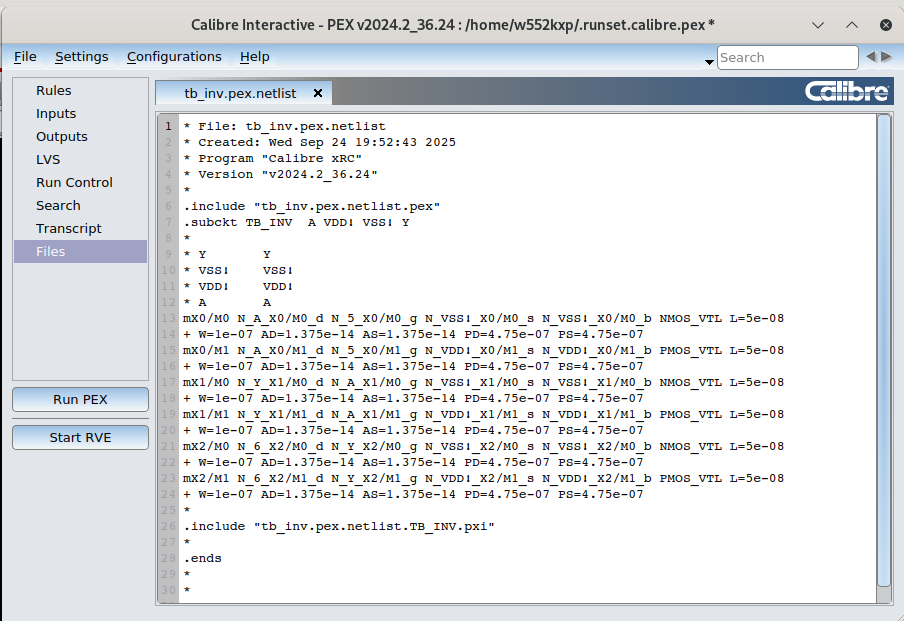 Calibre Interactive - PEX v2024.2_36.24 : /home/w552kxp/.runset.calibre.pex *
File Settings Configurations Help
Search
Rules
Inputs
Outputs
LVS
Run Control
Search
Transcript
Files
Run PEX
Start RVE
tb_inv.pex.netlist
Calibre
1 * File: tb_inv.pex.netlist
2 * Created: Wed Sep 24 19:52:43 2025
3 * Program "Calibre xRC"
4 * Version "v2024.2_36.24"
5 *
6 .include "tb_inv.pex.netlist.pex"
7 .subckt TB_INV  A VDD! VSS! Y
8 *
9 * Y        Y
10 * VSS!     VSS!
11 * VDD!     VDD!
12 * A        A
13 mX0/M0 N_A_X0/M0_d N_5_X0/M0_g N_VSS!_X0/M0_s N_VSS!_X0/M0_b NMOS_VTL L=5e-08
14 + W=1e-07 AD=1.375e-14 AS=1.375e-14 PD=4.75e-07 PS=4.75e-07
15 mX0/M1 N_A_X0/M1_d N_5_X0/M1_g N_VDD!_X0/M1_s N_VDD!_X0/M1_b PMOS_VTL L=5e-08
16 + W=1e-07 AD=1.375e-14 AS=1.375e-14 PD=4.75e-07 PS=4.75e-07
17 mX1/M0 N_Y_X1/M0_d N_A_X1/M0_g N_VSS!_X1/M0_s N_VSS!_X1/M0_b NMOS_VTL L=5e-08
18 + W=1e-07 AD=1.375e-14 AS=1.375e-14 PD=4.75e-07 PS=4.75e-07
19 mX1/M1 N_Y_X1/M1_d N_A_X1/M1_g N_VDD!_X1/M1_s N_VDD!_X1/M1_b PMOS_VTL L=5e-08
20 + W=1e-07 AD=1.375e-14 AS=1.375e-14 PD=4.75e-07 PS=4.75e-07
21 mX2/M0 N_6_X2/M0_d N_Y_X2/M0_g N_VSS!_X2/M0_s N_VSS!_X2/M0_b NMOS_VTL L=5e-08
22 + W=1e-07 AD=1.375e-14 AS=1.375e-14 PD=4.75e-07 PS=4.75e-07
23 mX2/M1 N_6_X2/M1_d N_Y_X2/M1_g N_VDD!_X2/M1_s N_VDD!_X2/M1_b PMOS_VTL L=5e-08
24 + W=1e-07 AD=1.375e-14 AS=1.375e-14 PD=4.75e-07 PS=4.75e-07
25 *
26 .include "tb_inv.pex.netlist.TB_INV.pxi"
27 *
28 .ends
29 *
30 *